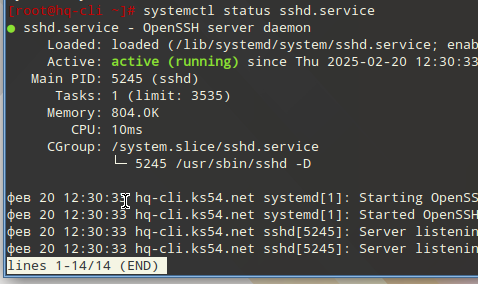 [root@hq-cli ~]# systemctl status sshd.service
● sshd.service - OpenSSH server daemon
Loaded: loaded (/lib/systemd/system/sshd.service; enab
Active: active (running) since Thu 2025-02-20 12:30:33
Main PID: 5245 (sshd)
Tasks: 1 (limit: 3535)
Memory: 804.0K
CPU: 10ms
CGroup: /system.slice/sshd.service
└─ 5245 /usr/sbin/sshd -D
фев 20 12:30:33 hq-cli.ks54.net systemd[1]: Starting OpenSS
фев 20 12:30:33 hq-cli.ks54.net systemd[1]: Started OpenSSH
фев 20 12:30:33 hq-cli.ks54.net sshd[5245]: Server listenin
фев 20 12:30:33 hq-cli.ks54.net sshd[5245]: Server listenin
lines 1-14/14 (END)